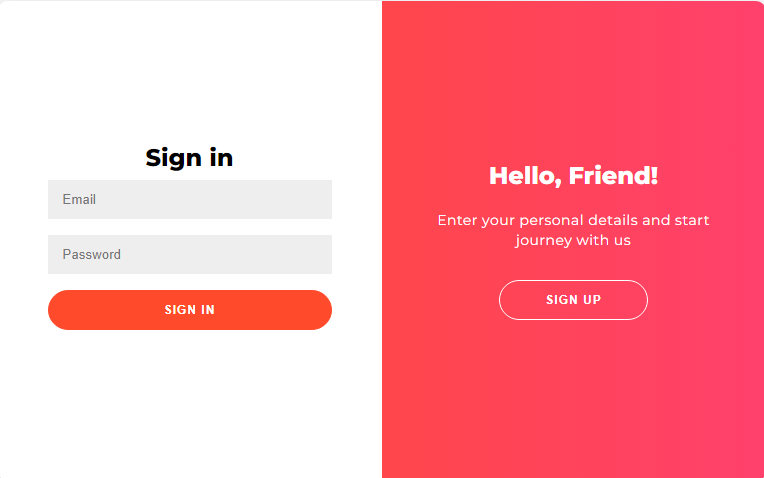 Sign in
Email
Password
SIGN IN
Hello, Friend!
Enter your personal details and start
journey with us
SIGN UP